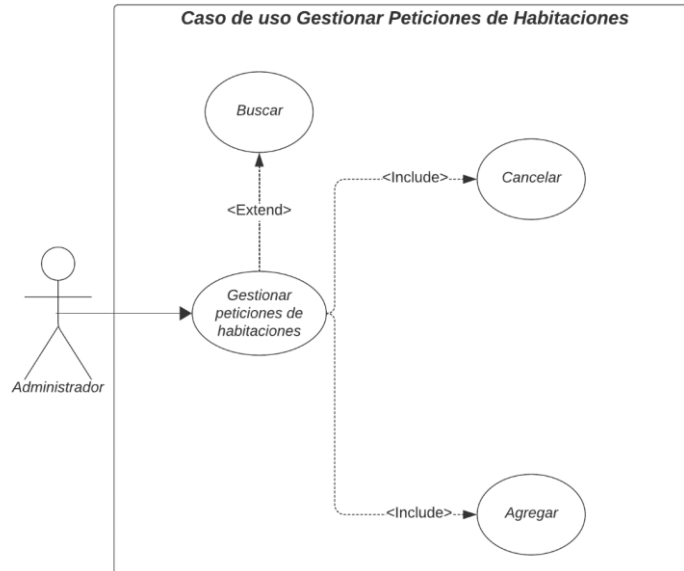 Caso de uso Gestionar Peticiones de Habitaciones
Buscar
<Include>
Cancelar
<Extend>
Gestionar
peticiones de
habitaciones
Administrador
<Include>
Agregar